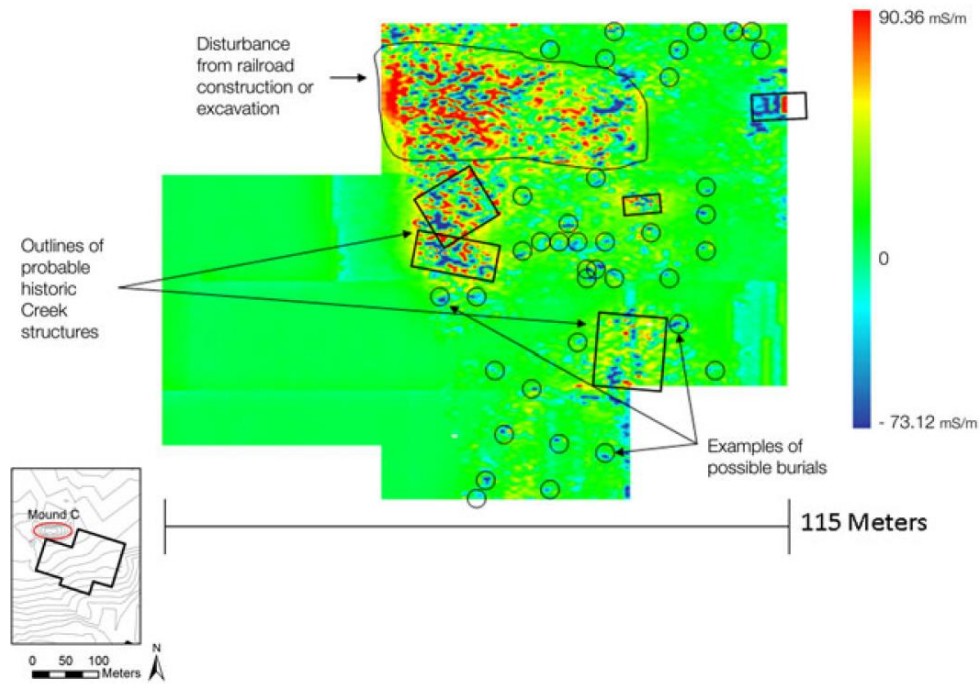 90.36 mS/m
Disturbance
from railroad
construction or
excavation
Outlines of
probable
historic
Creek
structures
0
- 73.12 mS/m
Examples of
possible burials
Mound C
115 Meters
N
0 50 100
Meters